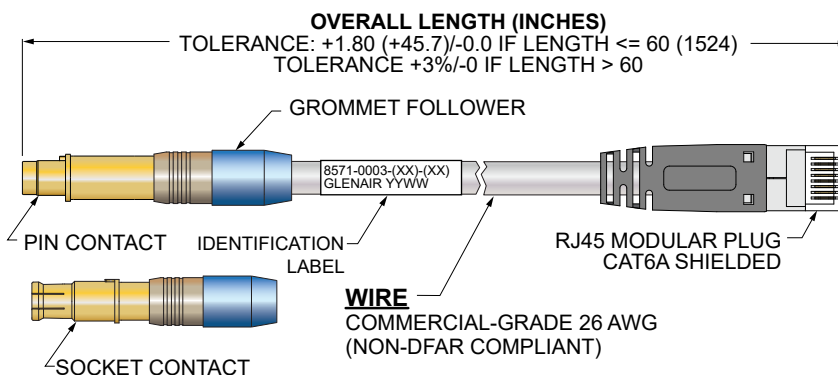 OVERALL LENGTH (INCHES)
TOLERANCE: +1.80 (+45.7)/-0.0 IF LENGTH <= 60 (1524)
TOLERANCE +3%/-0 IF LENGTH > 60
GROMMET FOLLOWER
8571-0003-(XX)-(XX)
GLENAIR YYWW
PIN CONTACT
IDENTIFICATION
LABEL
RJ45 MODULAR PLUG
CAT6A SHIELDED
WIRE
COMMERCIAL-GRADE 26 AWG
(NON-DFAR COMPLIANT)
SOCKET CONTACT